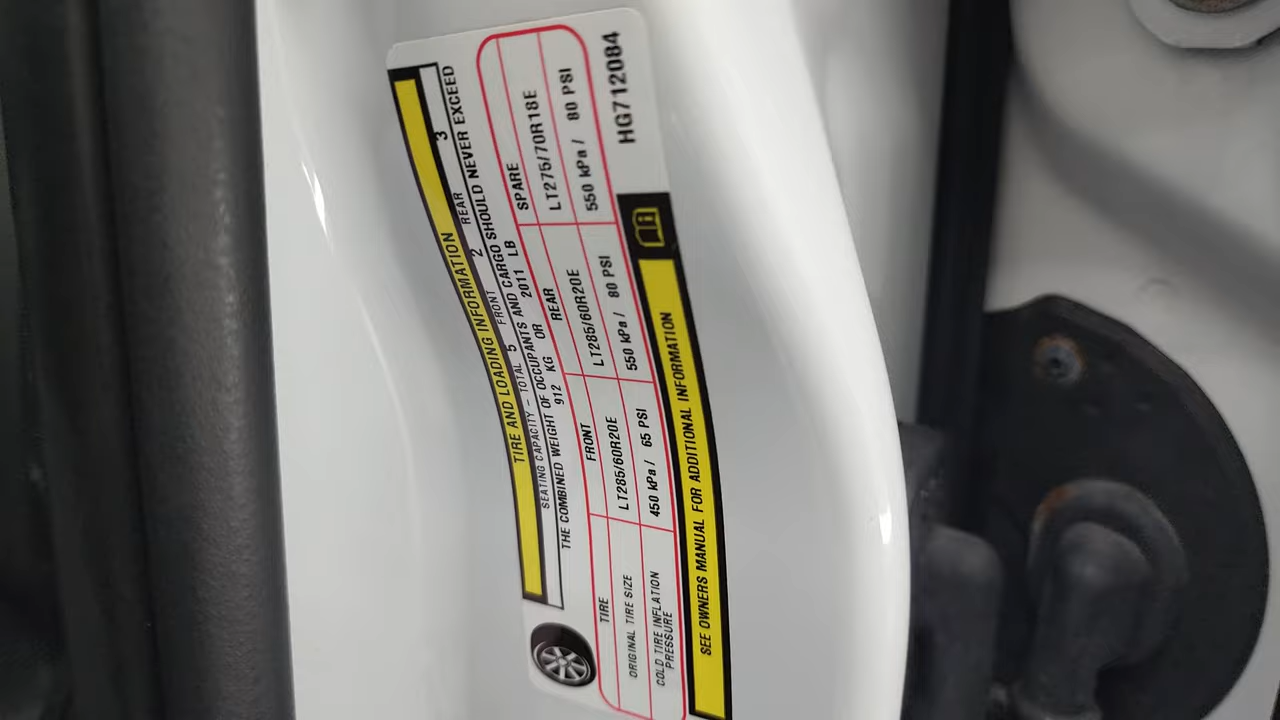 TIRE AND LOADING INFORMATION
SEATING CAPACITY - TOTAL 5 FRONT 2 REAR 3
THE COMBINED WEIGHT OF OCCUPANTS AND CARGO SHOULD NEVER EXCEED
912 KG OR 2011 LB
TIRE FRONT REAR SPARE
ORIGINAL TIRE SIZE LT285/60R20E LT285/60R20E LT275/70R18E
COLD TIRE INFLATION PRESSURE 450 kPa / 65 PSI 550 kPa / 80 PSI 550 kPa / 80 PSI
SEE OWNERS MANUAL FOR ADDITIONAL INFORMATION
HG712084